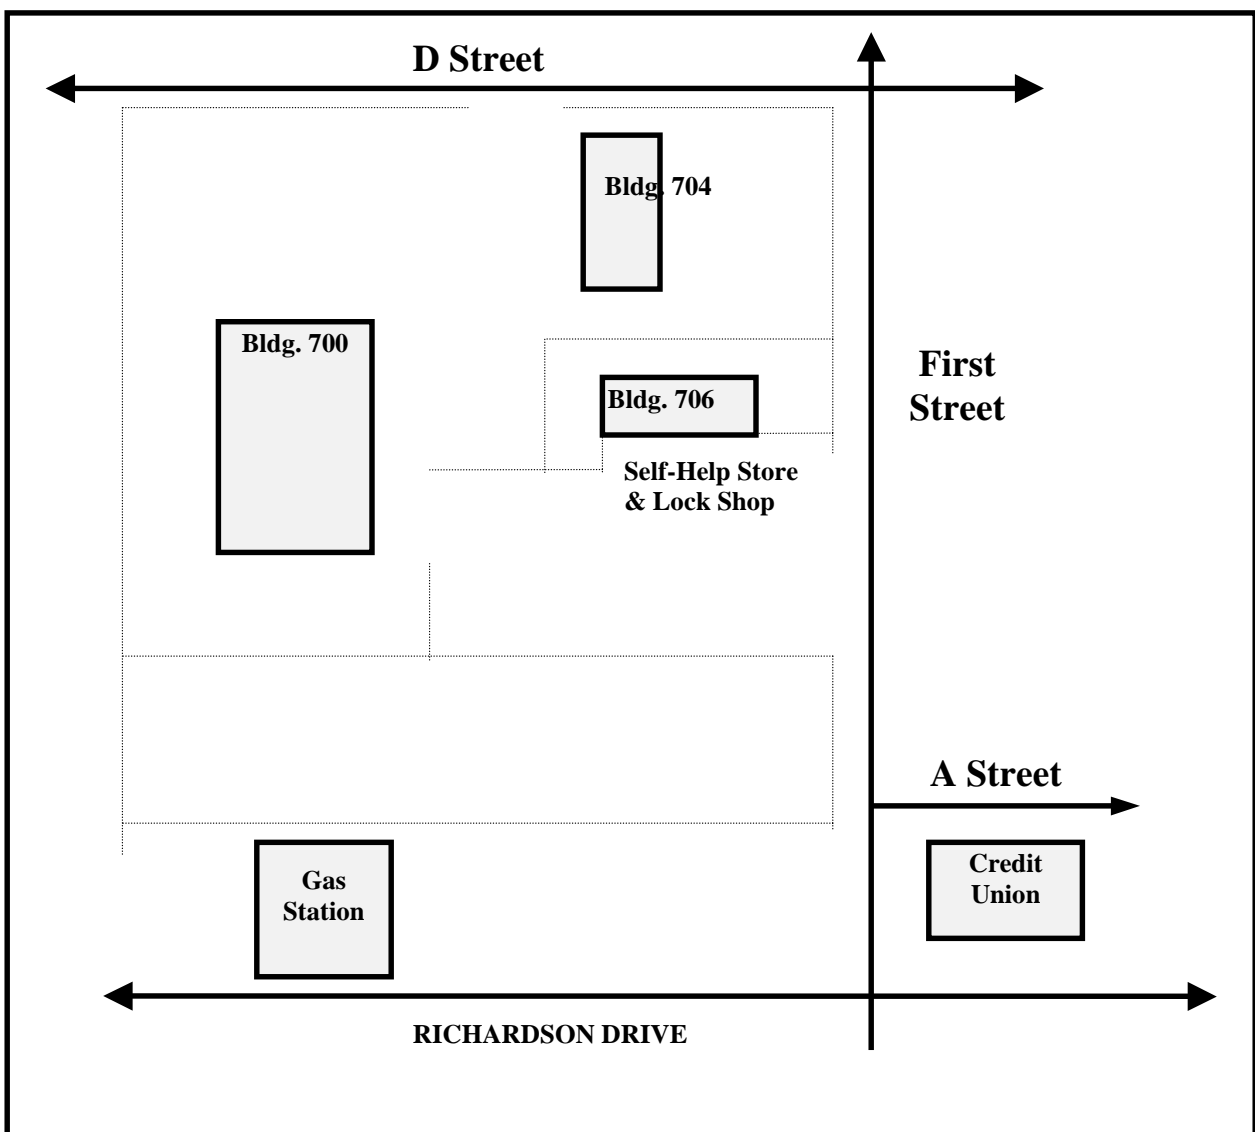 D Street
Bldg. 704
Bldg. 700
First
Street
Bldg. 706
Self-Help Store
& Lock Shop
A Street
Gas
Station
Credit
Union
RICHARDSON DRIVE